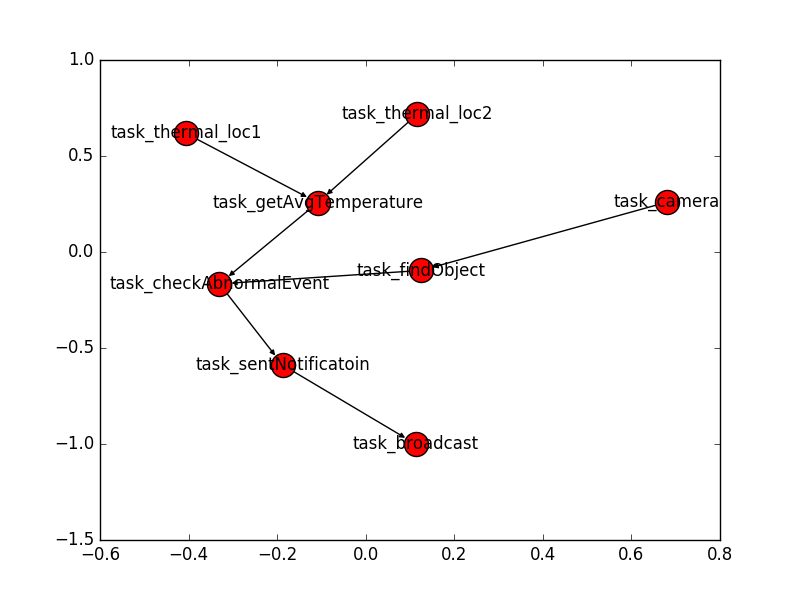 1.0
task_thermal_loc2
task_thermal_loc1
0.5
task_getAvgTemperature
task_camera
0.0
task_findObject
task_checkAbnormalEvent
−0.5
task_sentNotificatoin
−1.0
task_broadcast
−1.5
−0.6 −0.4 −0.2 0.0 0.2 0.4 0.6 0.8